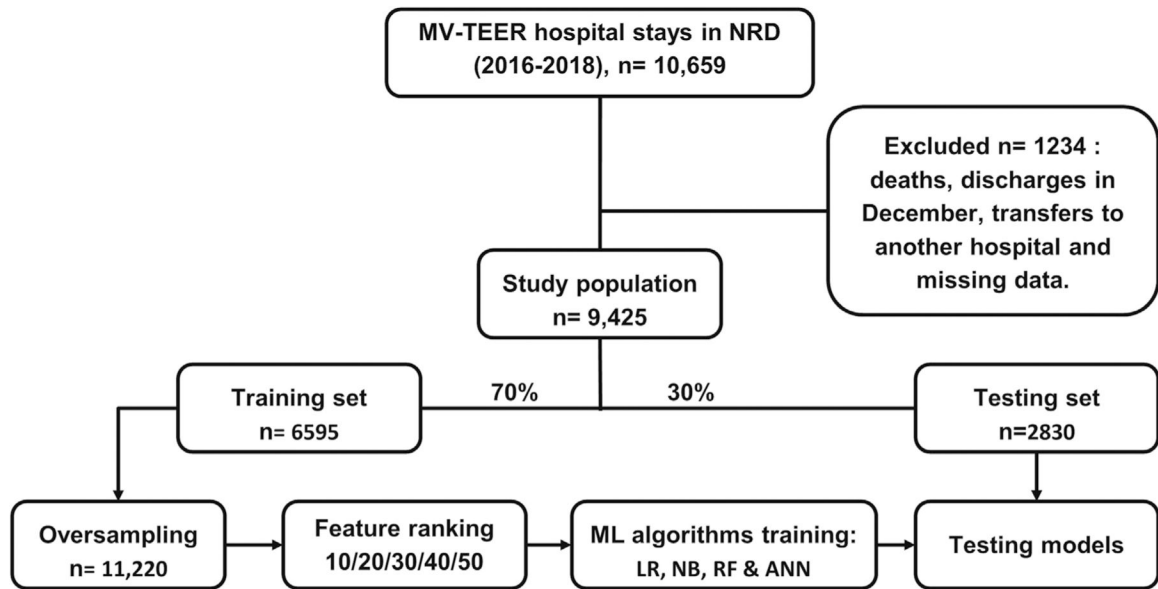 MV-TEER hospital stays in NRD
(2016-2018), n= 10,659
Excluded n= 1234 :
deaths, discharges in
December, transfers to
another hospital and
missing data.
Study population
n= 9,425
70%
30%
Training set
n= 6595
Testing set
n=2830
Oversampling
n= 11,220
Feature ranking
10/20/30/40/50
ML algorithms training:
LR, NB, RF & ANN
Testing models